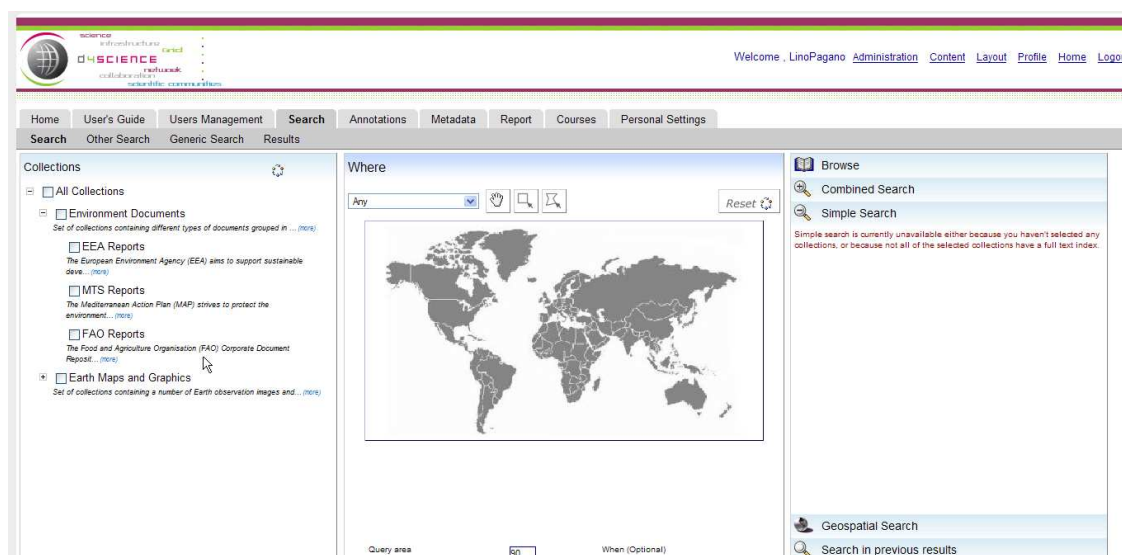 science
infrastructure
Grid
d4science
network
collaboration
scientific communities
Welcome , LinoPagano Administration Content Layout Profile Home Logou
Home User's Guide Users Management Search Annotations Metadata Report Courses Personal Settings
Search Other Search Generic Search Results
Collections
All Collections
Environment Documents
Set of collections containing different types of documents grouped in ... (more)
EEA Reports
The European Environment Agency (EEA) aims to support sustainable
deve... (more)
MTS Reports
The Mediterranean Action Plan (MAP) strives to protect the
environment... (more)
FAO Reports
The Food and Agriculture Organisation (FAO) Corporate Document
Reposit... (more)
Earth Maps and Graphics
Set of collections containing a number of Earth observation images and... (more)
Where
Any
Reset
Query area
90
When (Optional)
Browse
Combined Search
Simple Search
Simple search is currently unavailable either because you haven't selected any
collections, or because not all of the selected collections have a full text index.
Geospatial Search
Search in previous results